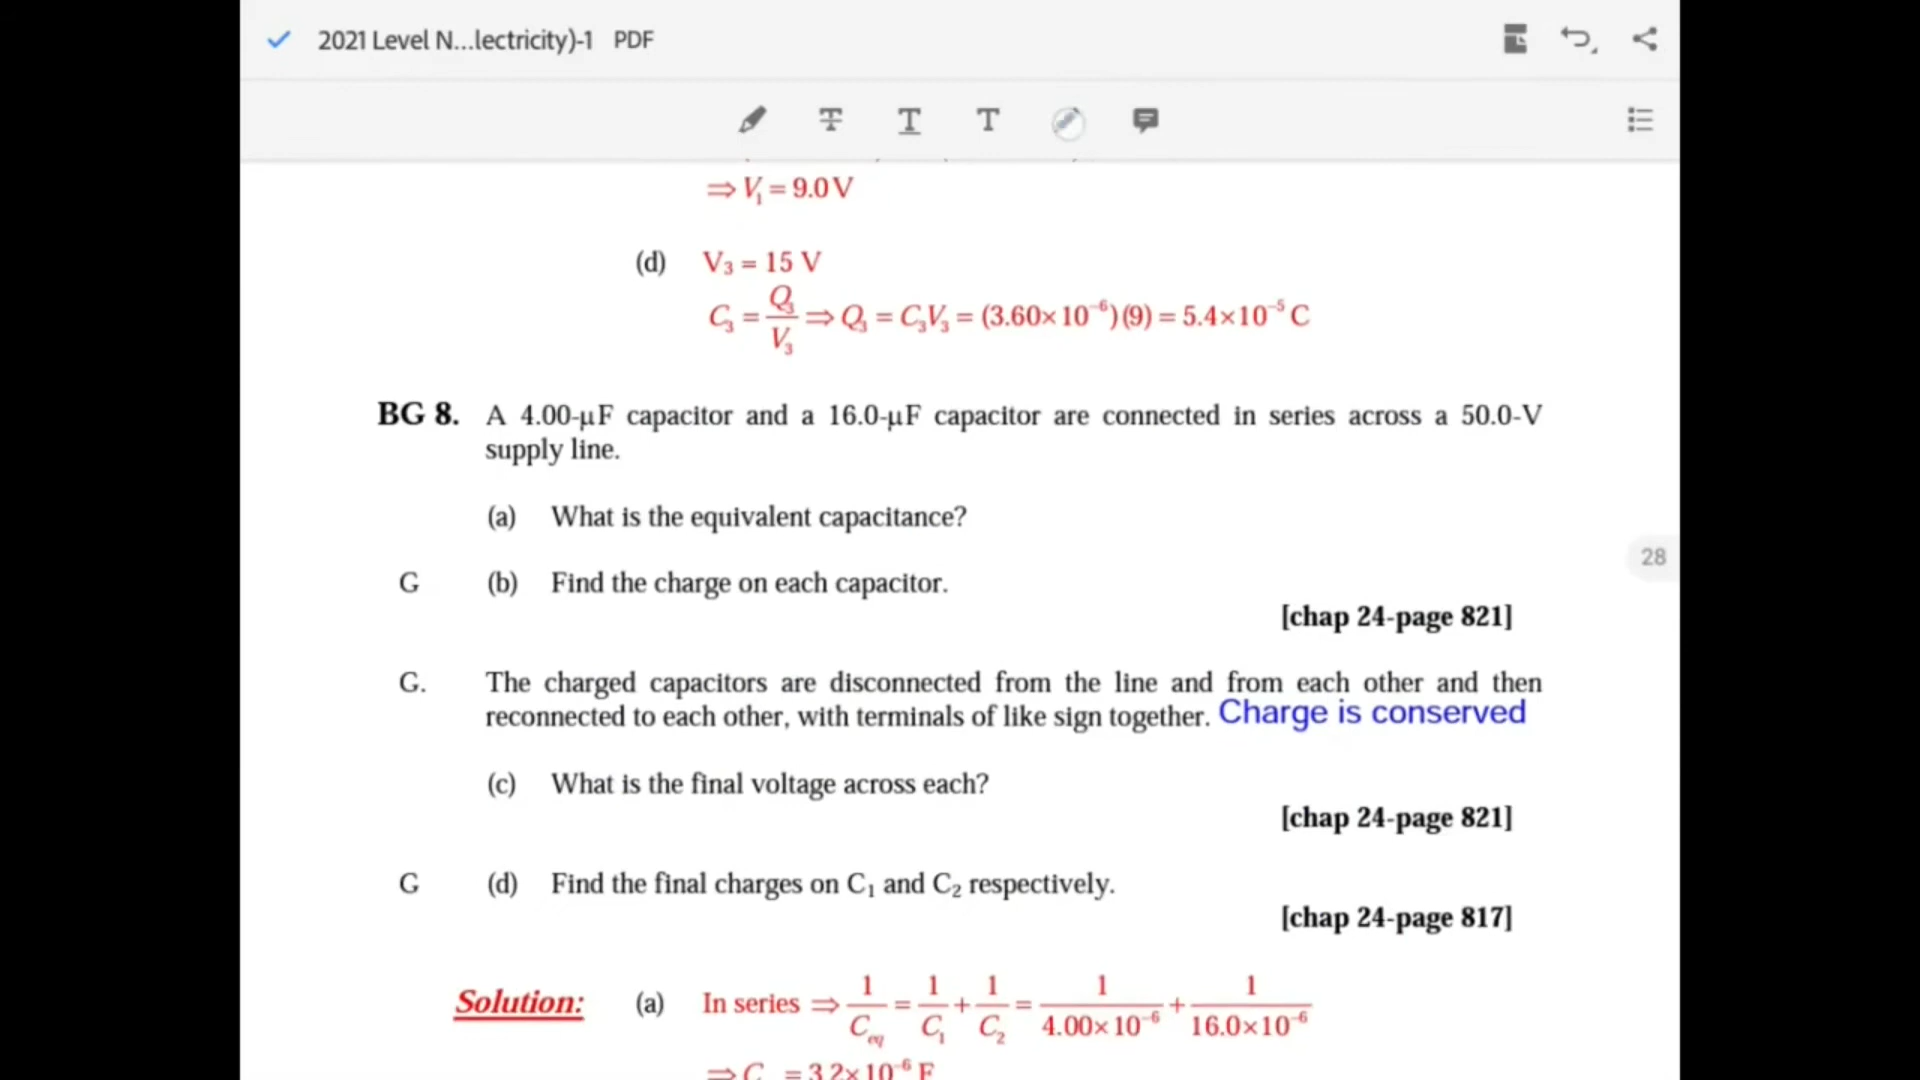 2021 Level N...lectricity)-1 PDF
⇒ V₁ = 9.0 V
(d) V₃ = 15 V
C₃ = Q₃/V₃ ⇒ Q₃ = C₃V₃ = (3.60×10⁻⁶)(9) = 5.4×10⁻⁵ C
BG 8. A 4.00-μF capacitor and a 16.0-μF capacitor are connected in series across a 50.0-V
supply line.
(a) What is the equivalent capacitance?
28
G (b) Find the charge on each capacitor.
[chap 24-page 821]
G. The charged capacitors are disconnected from the line and from each other and then
reconnected to each other, with terminals of like sign together. Charge is conserved
(c) What is the final voltage across each?
[chap 24-page 821]
G (d) Find the final charges on C₁ and C₂ respectively.
[chap 24-page 817]
Solution: (a) In series ⇒ 1/C_eq = 1/C₁ + 1/C₂ = 1/4.00×10⁻⁶ + 1/16.0×10⁻⁶
⇒ C = 3.2×10⁻⁶ F